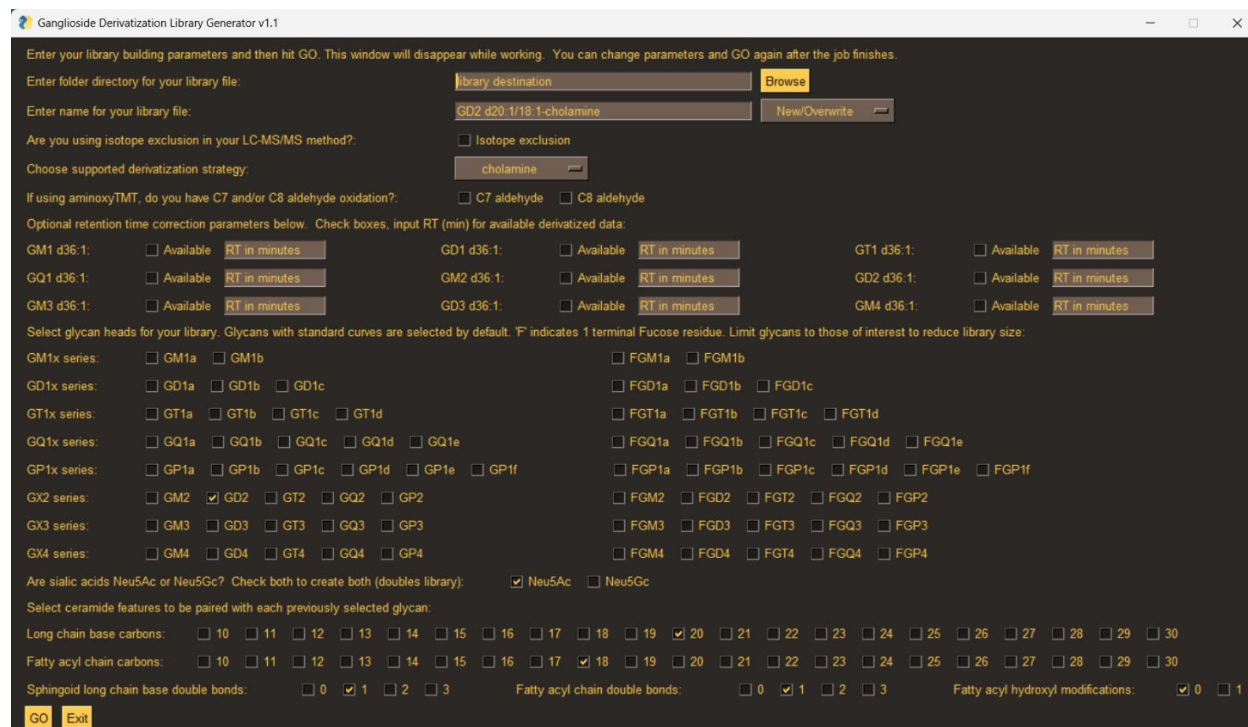 Ganglioside Derivatization Library Generator v1.1
Enter your library building parameters and then hit GO. This window will disappear while working. You can change parameters and GO again after the job finishes.
Enter folder directory for your library file: library destination Browse
Enter name for your library file: GD2 d20:1/18:1-cholamine New/Overwrite
Are you using isotope exclusion in your LC-MS/MS method?: Isotope exclusion
Choose supported derivatization strategy: cholamine
If using aminoxyTMT, do you have C7 and/or C8 aldehyde oxidation?: C7 aldehyde C8 aldehyde
Optional retention time correction parameters below. Check boxes, input RT (min) for available derivatized data:
GM1 d36:1: Available RT in minutes GD1 d36:1: Available RT in minutes GT1 d36:1: Available RT in minutes
GQ1 d36:1: Available RT in minutes GM2 d36:1: Available RT in minutes GD2 d36:1: Available RT in minutes
GM3 d36:1: Available RT in minutes GD3 d36:1: Available RT in minutes GM4 d36:1: Available RT in minutes
Select glycan heads for your library. Glycans with standard curves are selected by default. 'F' indicates 1 terminal Fucose residue. Limit glycans to those of interest to reduce library size:
GM1x series: GM1a GM1b FGM1a FGM1b
GD1x series: GD1a GD1b GD1c FGD1a FGD1b FGD1c
GT1x series: GT1a GT1b GT1c GT1d FGT1a FGT1b FGT1c FGT1d
GQ1x series: GQ1a GQ1b GQ1c GQ1d GQ1e FGQ1a FGQ1b FGQ1c FGQ1d FGQ1e
GP1x series: GP1a GP1b GP1c GP1d GP1e GP1f FGP1a FGP1b FGP1c FGP1d FGP1e FGP1f
GX2 series: GM2 GD2 GT2 GQ2 GP2 FGM2 FGD2 FGT2 FGQ2 FGP2
GX3 series: GM3 GD3 GT3 GQ3 GP3 FGM3 FGD3 FGT3 FGQ3 FGP3
GX4 series: GM4 GD4 GT4 GQ4 GP4 FGM4 FGD4 FGT4 FGQ4 FGP4
Are sialic acids Neu5Ac or Neu5Gc? Check both to create both (doubles library): Neu5Ac Neu5Gc
Select ceramide features to be paired with each previously selected glycan:
Long chain base carbons: 10 11 12 13 14 15 16 17 18 19 20 21 22 23 24 25 26 27 28 29 30
Fatty acyl chain carbons: 10 11 12 13 14 15 16 17 18 19 20 21 22 23 24 25 26 27 28 29 30
Sphingoid long chain base double bonds: 0 1 2 3 Fatty acyl chain double bonds: 0 1 2 3 Fatty acyl hydroxyl modifications: 0 1
GO Exit